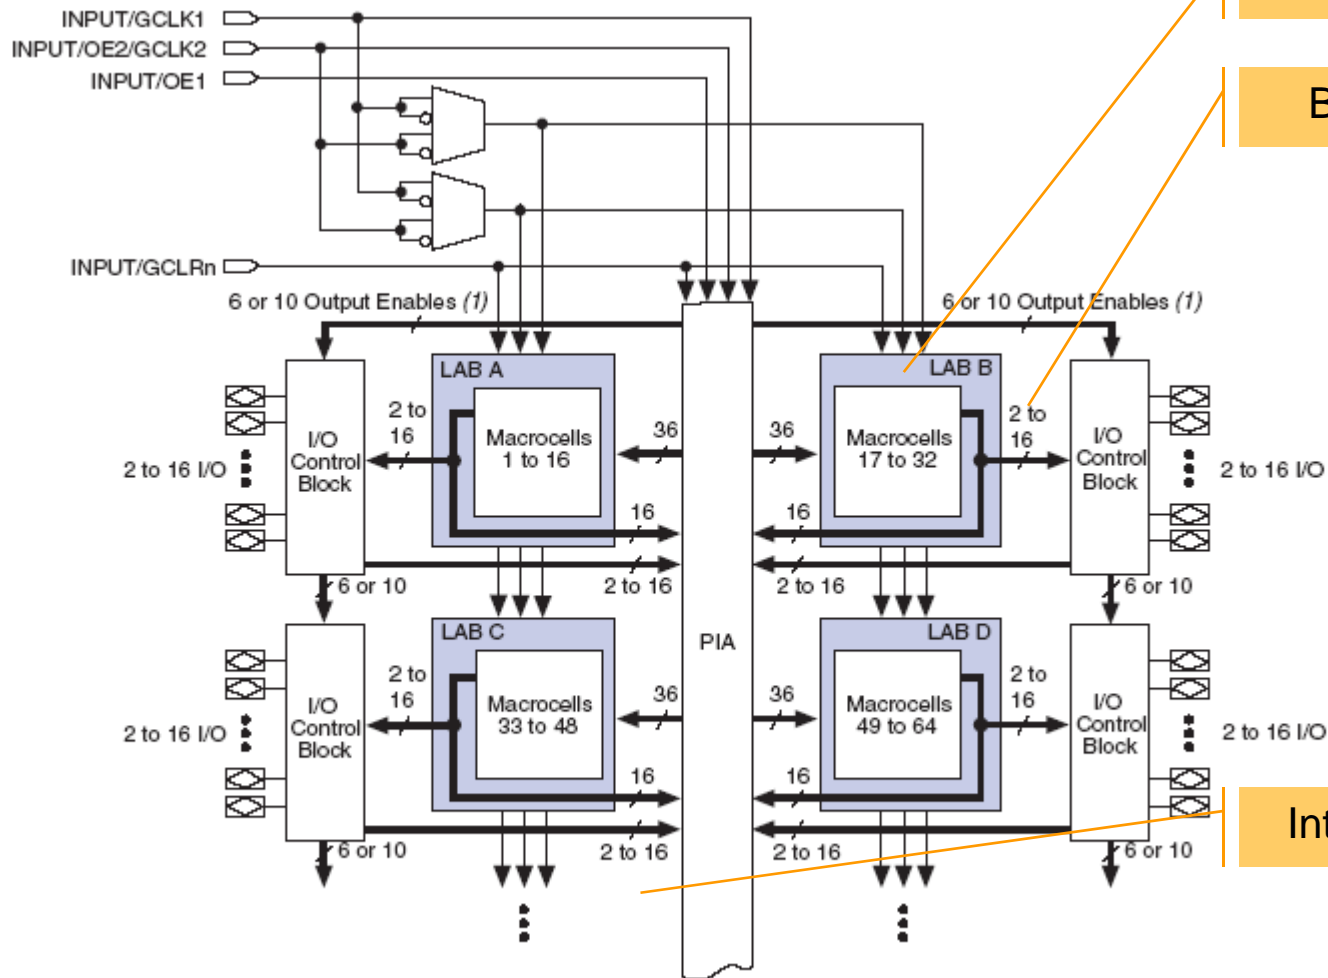 INPUT/GCLK1
INPUT/OE2/GCLK2
INPUT/OE1
B
INPUT/GCLRn
6 or 10 Output Enables (1)
6 or 10 Output Enables (1)
LAB A
LAB B
2 to
16
I/O
Control
Block
2 to 16 I/O
Macrocells
1 to 16
36
36
Macrocells
17 to 32
2 to
16
I/O
Control
Block
2 to 16 I/O
16
16
6 or 10
2 to 16
2 to 16
6 or 10
LAB C
PIA
LAB D
2 to
16
I/O
Control
Block
2 to 16 I/O
Macrocells
33 to 48
36
36
Macrocells
49 to 64
2 to
16
I/O
Control
Block
2 to 16 I/O
16
16
Int
6 or 10
2 to 16
2 to 16
6 or 10